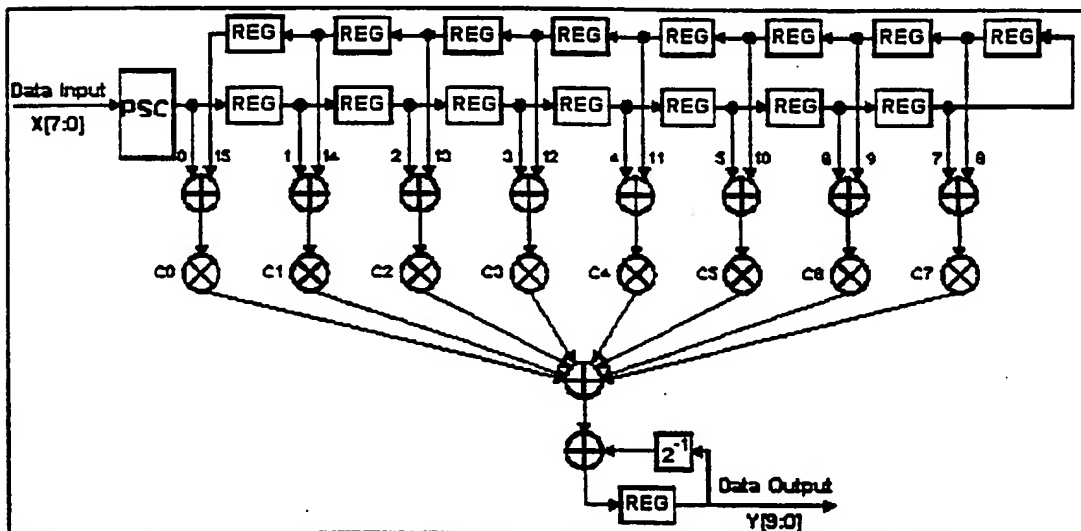 REG REG REG REG REG REG REG REG
Data Input
X[7:0]
PSC
REG REG REG REG REG REG REG
0 15 1 14 2 13 3 12 4 11 5 10 6 9 7 8
C0 C1 C2 C3 C4 C5 C6 C7
2-1
REG
Data Output
Y[9:0]